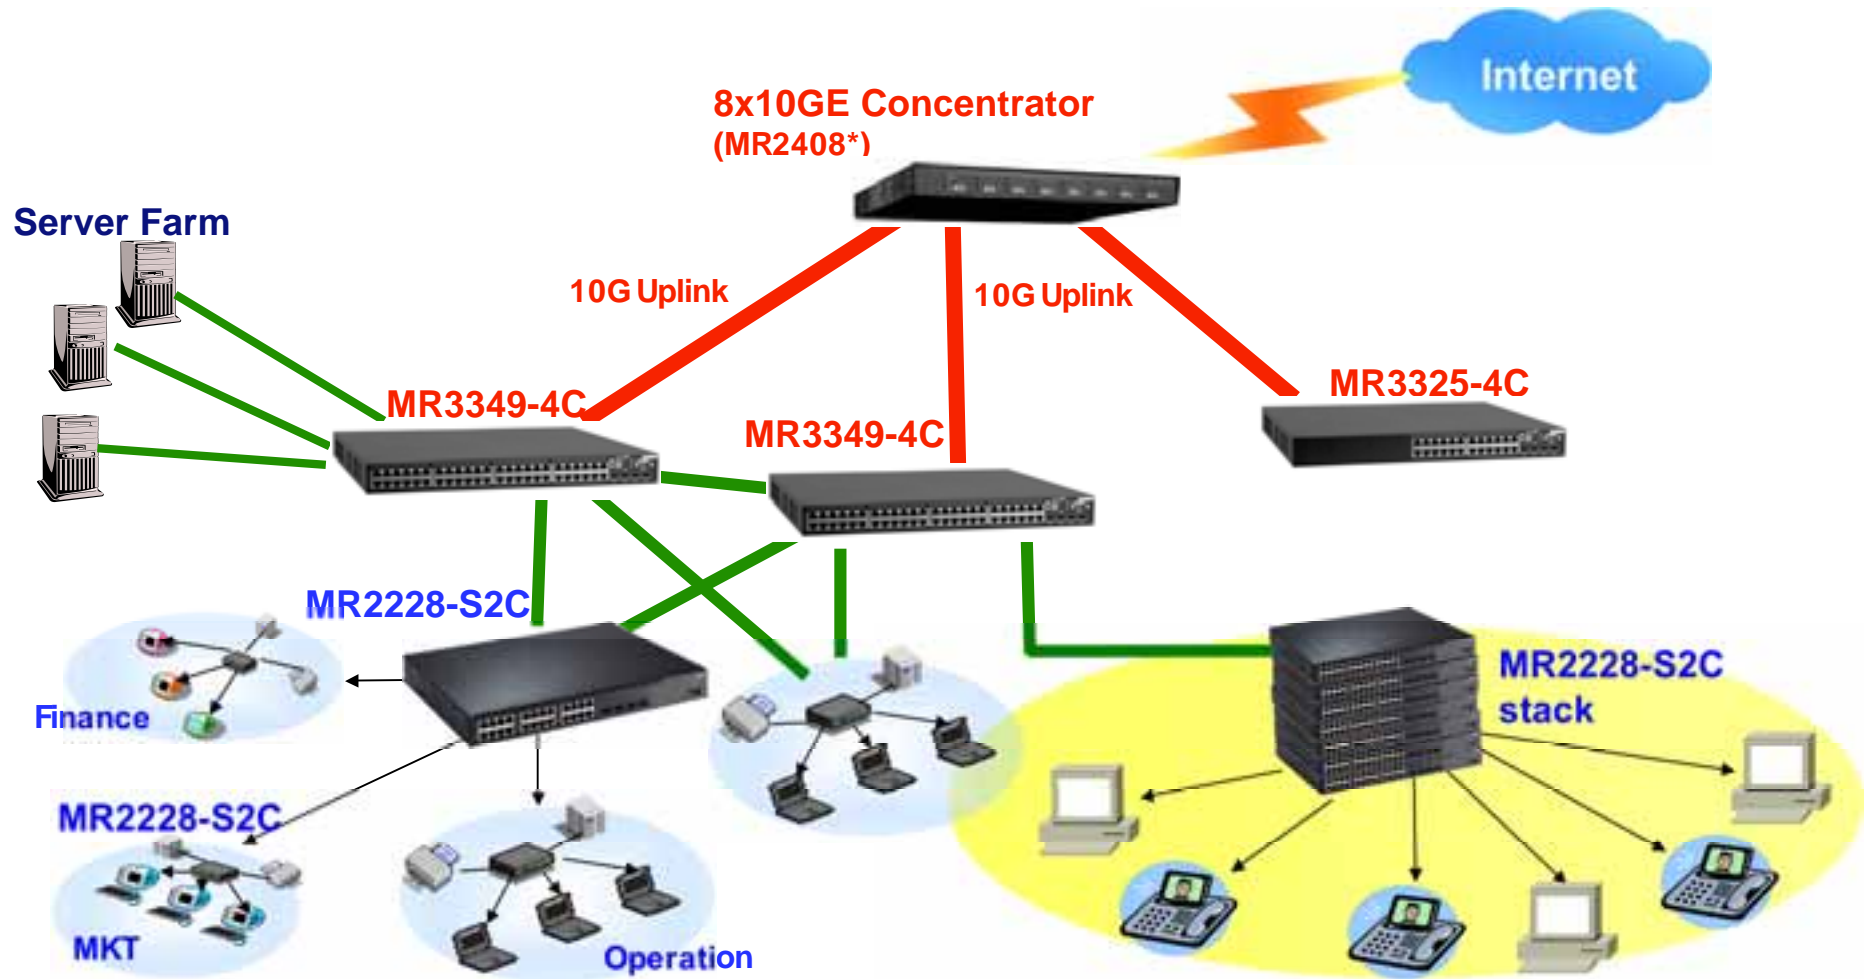 Internet
8x10GE Concentrator
(MR2408*)
Server Farm
10G Uplink
10G Uplink
MR3349-4C
MR3325-4C
MR3349-4C
MR2228-S2C
MR2228-S2C
stack
Finance
MR2228-S2C
MKT
Operation